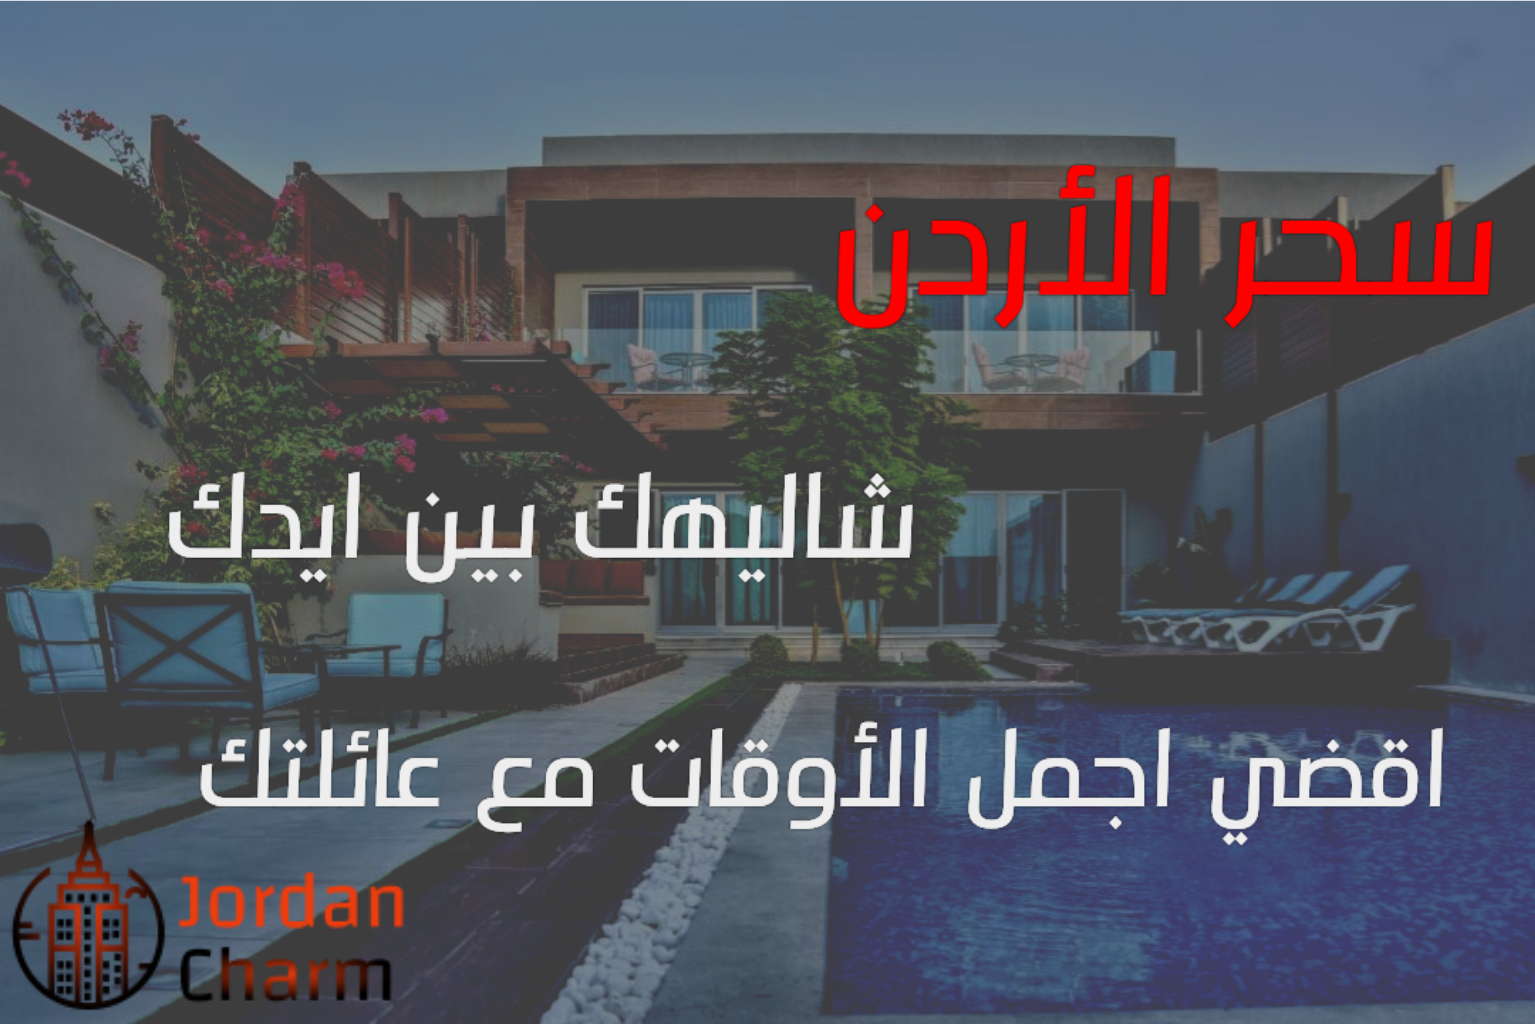 سحر الأردن
شاليهك بين ايدك
اقضي اجمل الأوقات مع عائلتك
Jordan
Charm